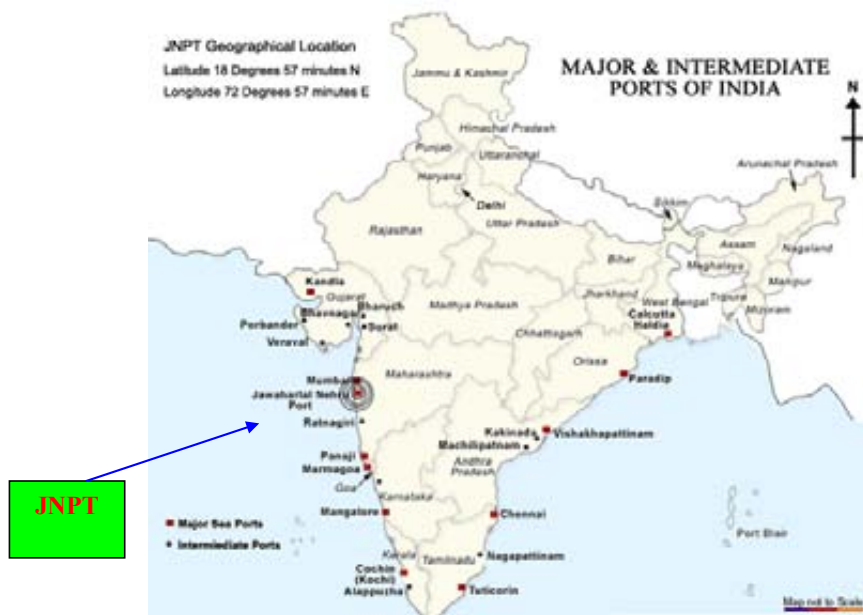 JNPT Geographical Location
Latitude 18 Degrees 57 minutes N
Longitude 72 Degrees 57 minutes E
MAJOR & INTERMEDIATE
PORTS OF INDIA
N
Jammu & Kashmir
Himachal Pradesh
Punjab
Uttaranchal
Haryana
Delhi
Arunachal Pradesh
Sikkim
Rajasthan
Uttar Pradesh
Assam
Nagaland
Bihar
Meghalaya
Manipur
Kandla
Gujarat
Jharkhand
West Bengal
Tripura
Mizoram
Bharuch
Bhavnagar
Madhya Pradesh
Calcutta
Haldia
Porbander
Surat
Chhattisgarh
Veraval
Orissa
Mumbai
Maharashtra
Paradip
Jawaharlal Nehru
Port
Ratnagiri
Kakinada
Vishakhapattinam
Machilipatnam
Panaji
Andhra
Pradesh
Marmagoa
Goa
JNPT
Karnataka
Mangalore
Chennai
Major Sea Ports
Port Blair
Intermediate Ports
Kerala
Tamilnadu
Nagapattinam
Cochin
(Kochi)
Alappuzha
Tuticorin
Map not to Scale